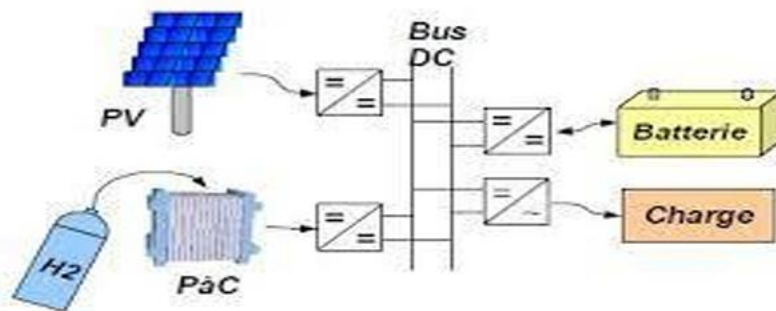 Bus
DC
PV
Batterie
Charge
H2
PàC